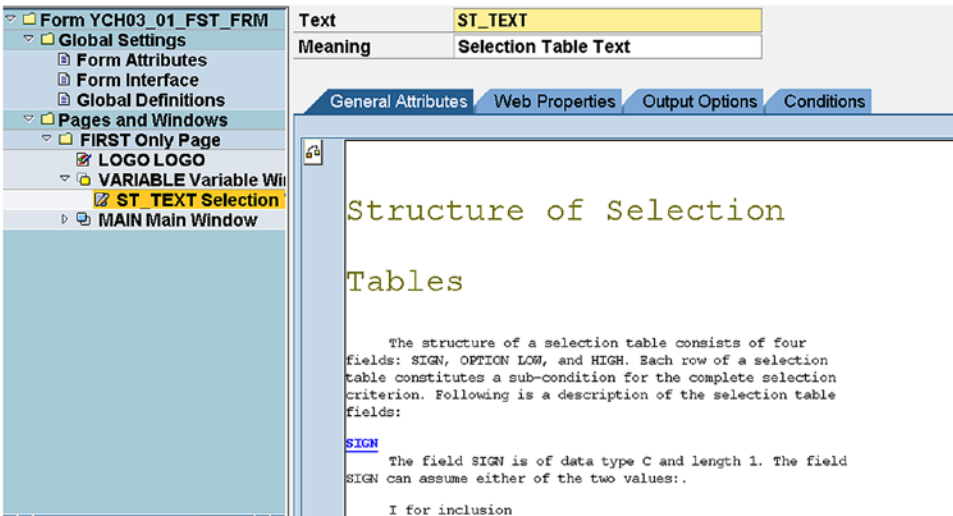 Form YCH03_01_FST_FRM
Global Settings
Form Attributes
Form Interface
Global Definitions
Pages and Windows
FIRST Only Page
LOGO LOGO
VARIABLE Variable Wi
ST_TEXT Selection
MAIN Main Window
Text ST_TEXT
Meaning Selection Table Text
General Attributes Web Properties Output Options Conditions
Structure of Selection
Tables
The structure of a selection table consists of four
fields: SIGN, OPTION LOW, and HIGH. Each row of a selection
table constitutes a sub-condition for the complete selection
criterion. Following is a description of the selection table
fields:
SIGN
The field SIGN is of data type C and length 1. The field
SIGN can assume either of the two values:.
I for inclusion